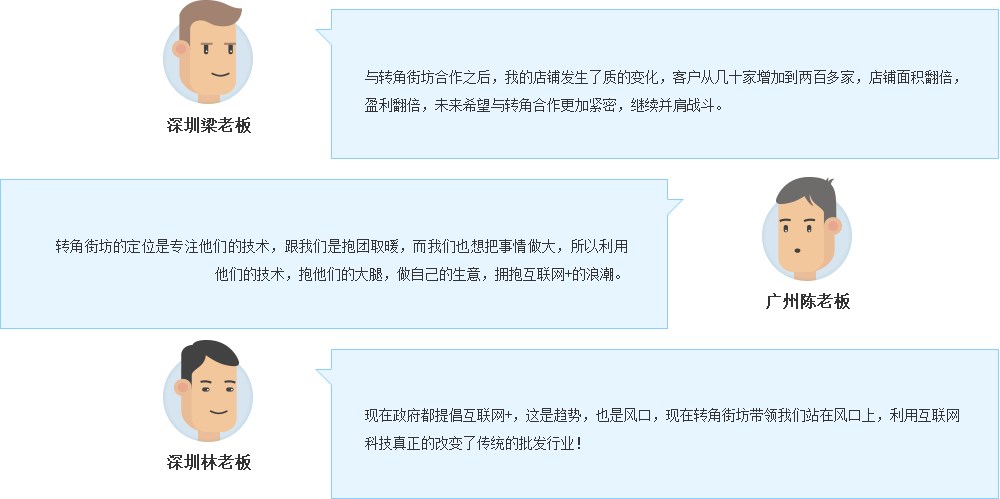 与转角街坊合作之后，我的店铺发生了质的变化，客户从几十家增加到两百多家，店铺面积翻倍，
盈利翻倍，未来希望与转角合作更加紧密，继续并肩战斗。
深圳梁老板
转角街坊的定位是专注他们的技术，跟我们是抱团取暖，而我们也想把事情做大，所以利用
他们的技术，抱他们的大腿，做自己的生意，拥抱互联网+的浪潮。
广州陈老板
现在政府都提倡互联网+，这是趋势，也是风口，现在转角街坊带领我们站在风口上，利用互联网
科技真正的改变了传统的批发行业！
深圳林老板